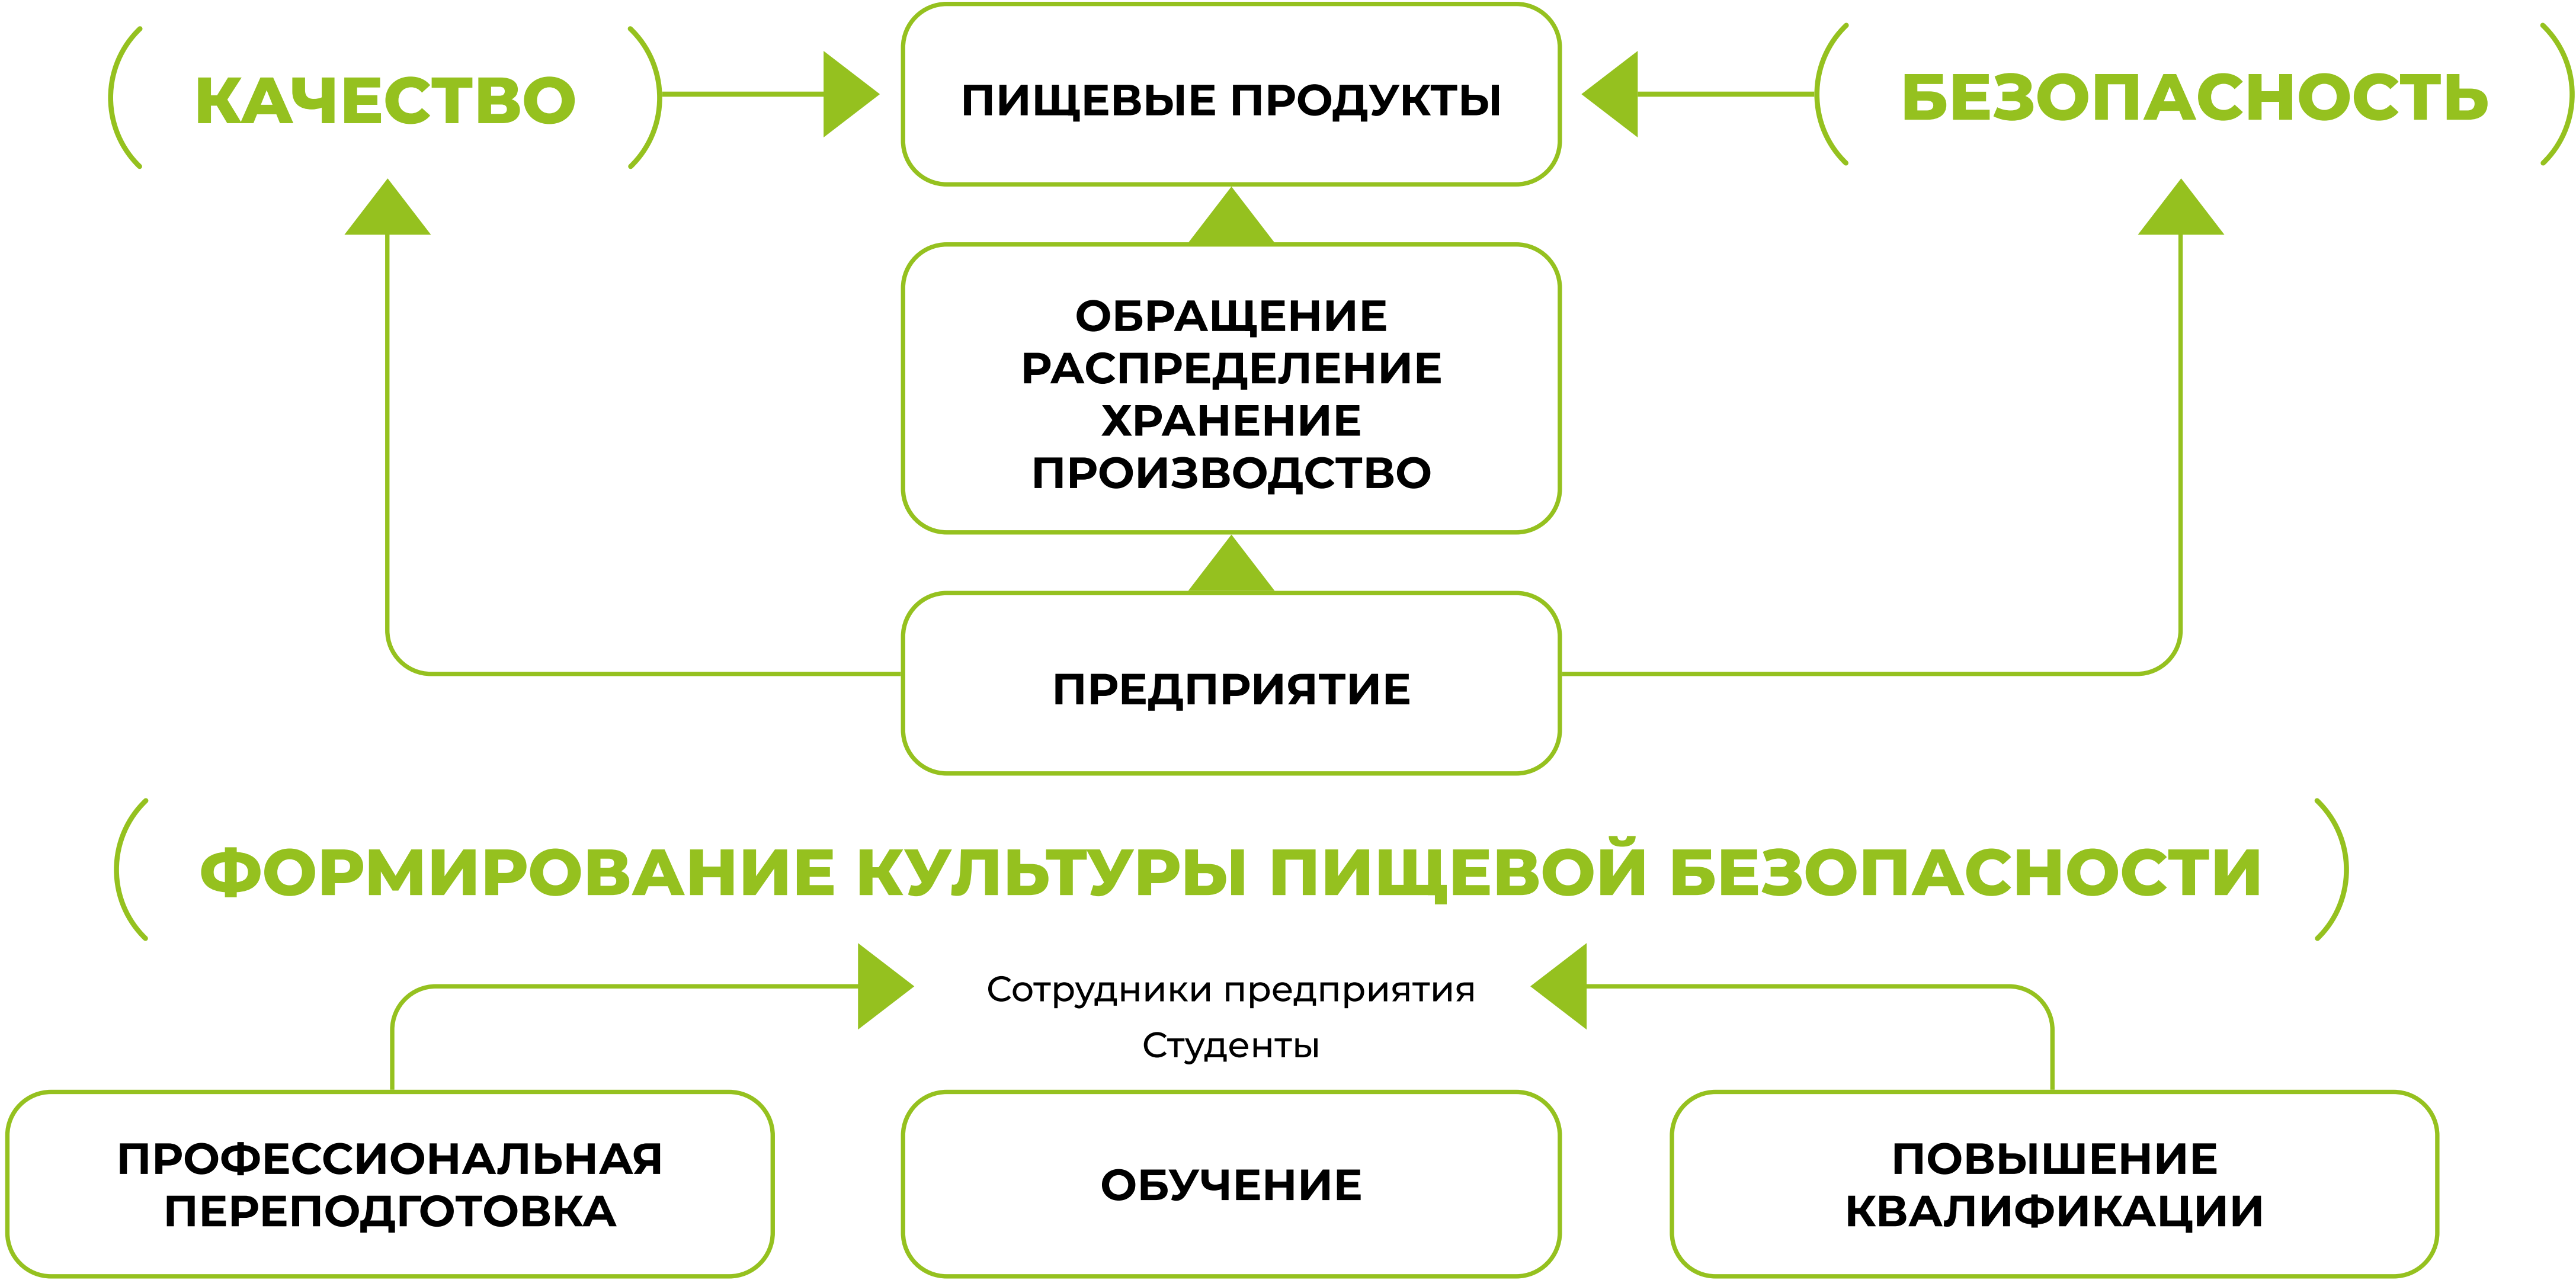 КАЧЕСТВО
ПИЩЕВЫЕ ПРОДУКТЫ
БЕЗОПАСНОСТЬ
ОБРАЩЕНИЕ
РАСПРЕДЕЛЕНИЕ
ХРАНЕНИЕ
ПРОИЗВОДСТВО
ПРЕДПРИЯТИЕ
ФОРМИРОВАНИЕ КУЛЬТУРЫ ПИЩЕВОЙ БЕЗОПАСНОСТИ
Сотрудники предприятия
Студенты
ПРОФЕССИОНАЛЬНАЯ
ПЕРЕПОДГОТОВКА
ОБУЧЕНИЕ
ПОВЫШЕНИЕ
КВАЛИФИКАЦИИ